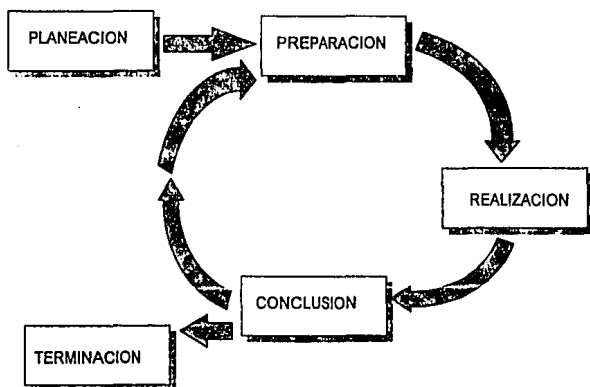 PLANEACION
PREPARACION
REALIZACION
CONCLUSION
TERMINACION